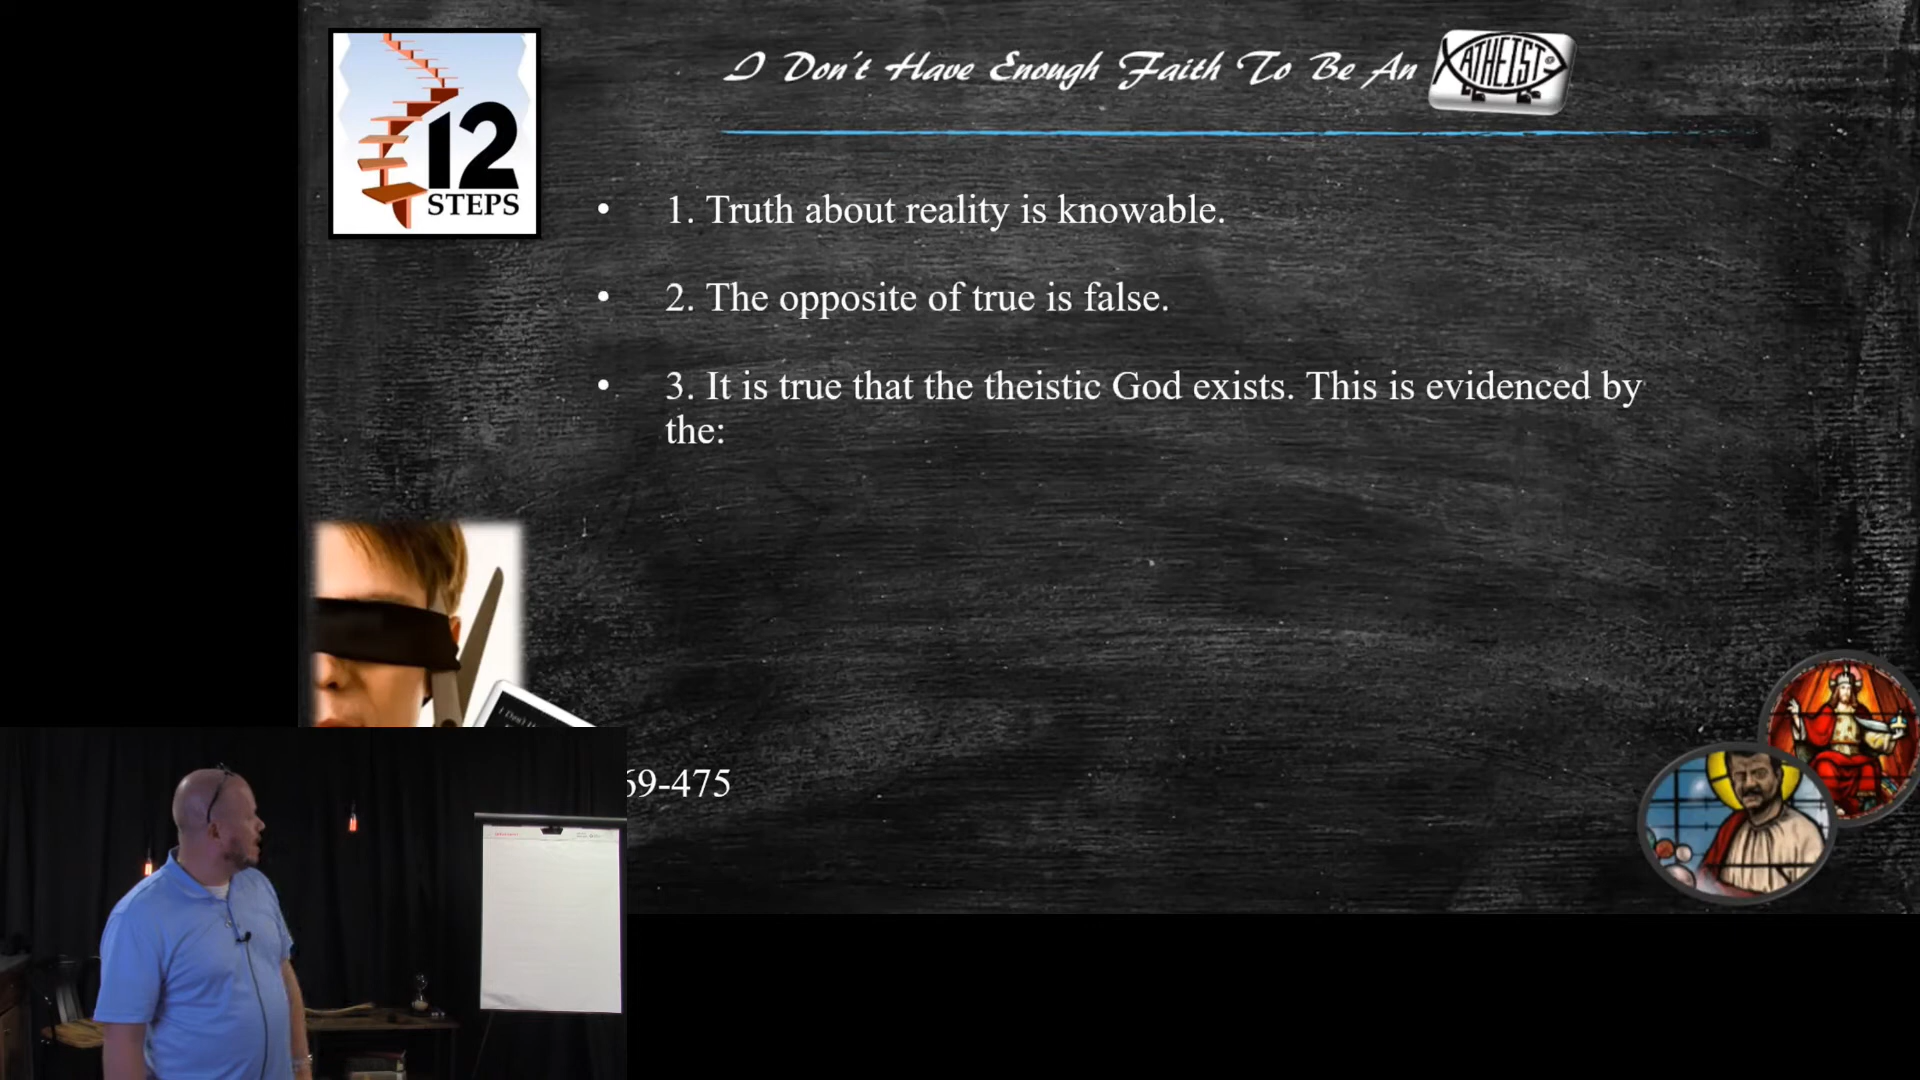 I Don't Have Enough Faith To Be An
ATHEIST
12
STEPS
• 1. Truth about reality is knowable.
• 2. The opposite of true is false.
• 3. It is true that the theistic God exists. This is evidenced by
the:
I Don't
69-475